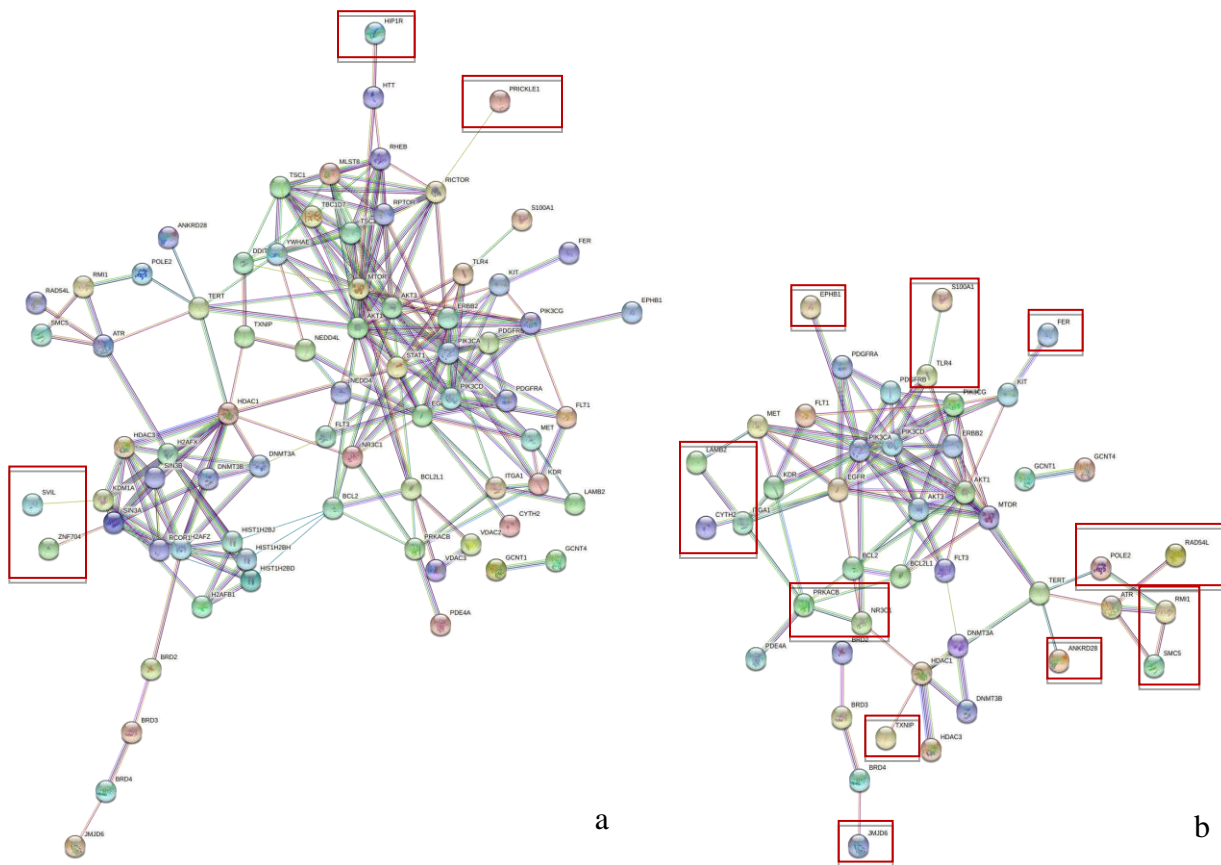 HIP1R
HTT
PRICKLE1
RHEB
MLST8
TSC1
RICTOR
TBC1D7
RPTOR
S100A1
ANKRD28
YWHAE
FER
POLE2
TLR4
KIT
RMI1
MTOR
RAD54L
TERT
AKT3
ERBB2
EPHB1
PIK3CG
SMC5
ATR
TXNIP
AKT1
PDGFRB
NEDD4L
PIK3CA
STAT1
NEDD4
PIK3CD
PDGFRA
HDAC1
FLT1
FLT3
MET
HDAC3
H2AFX
NR3C1
DNMT3A
SIN3B
DNMT3B
ITGA1
KDR
SVIL
KDM1A
BCL2L1
LAMB2
BCL2
SIN3A
CYTH2
RCOR1
H2AFZ
HIST1H2BJ
ZNF704
PRKACB
VDAC2
HIST1H2BH
VDAC3
GCNT1
GCNT4
HIST1H2BD
H2AFB1
PDE4A
BRD2
BRD3
BRD4
JMJD6
a
EPHB1
S100A1
FER
PDGFRA
TLR4
PDGFRB
KIT
PIK3CG
FLT1
MET
PIK3CA
PIK3CD
ERBB2
LAMB2
GCNT4
GCNT1
KDR
EGFR
AKT1
AKT3
MTOR
CYTH2
ITGA1
RAD54L
POLE2
BCL2
BCL2L1
FLT3
TERT
PRKACB
ATR
RMI1
NR3C1
BRD2
DNMT3A
PDE4A
HDAC1
ANKRD28
SMC5
DNMT3B
BRD3
TXNIP
HDAC3
BRD4
JMJD6
b